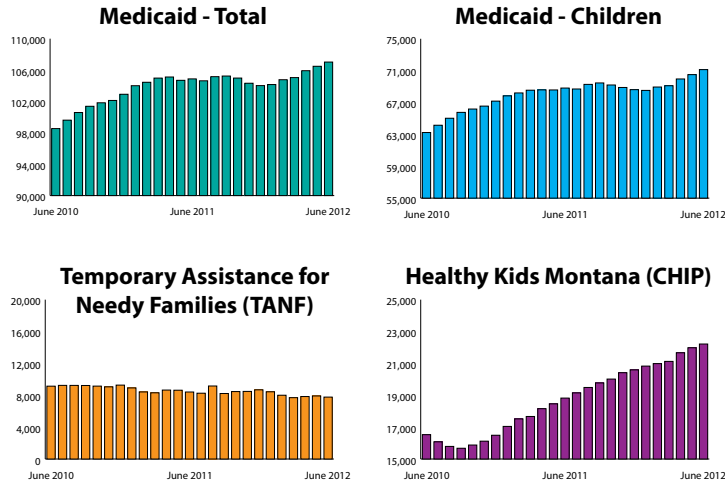 Medicaid - Total
110,000
106,000
102,000
98,000
94,000
90,000
June 2010 June 2011 June 2012
Medicaid - Children
75,000
71,000
67,000
63,000
59,000
55,000
June 2010 June 2011 June 2012
Temporary Assistance for
Needy Families (TANF)
20,000
16,000
12,000
8,000
4,000
0
June 2010 June 2011 June 2012
Healthy Kids Montana (CHIP)
25,000
23,000
21,000
19,000
17,000
15,000
June 2010 June 2011 June 2012